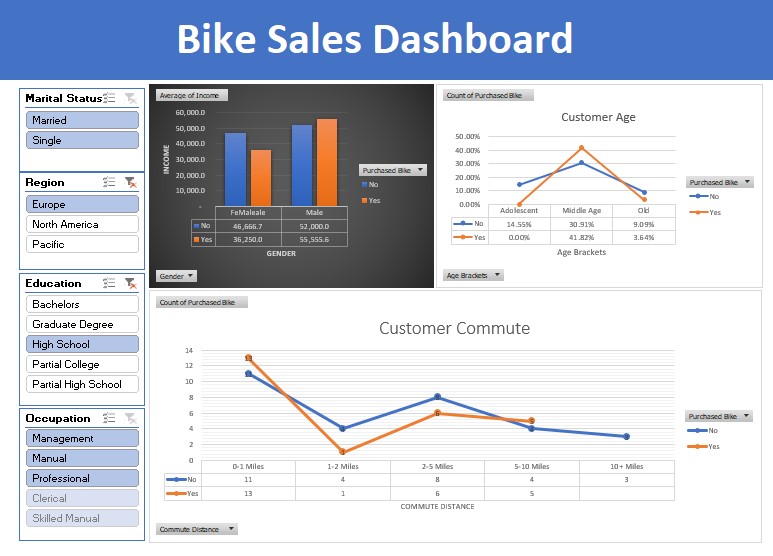 Bike Sales Dashboard
Marital Status
Married
Single
Region
Europe
North America
Pacific
Education
Bachelors
Graduate Degree
High School
Partial College
Partial High School
Occupation
Management
Manual
Professional
Clerical
Skilled Manual
Average of Income
60,000.0
50,000.0
40,000.0
30,000.0
20,000.0
10,000.0
-
INCOME
FeMaleale Male
No 46,666.7 52,000.0
Yes 36,250.0 55,555.6
GENDER
Purchased Bike
No
Yes
Gender
Count of Purchased Bike
Customer Age
50.00%
40.00%
30.00%
20.00%
10.00%
0.00%
Adolescent Middle Age Old
No 14.55% 30.91% 9.09%
Yes 0.00% 41.82% 3.64%
Age Brackets
Purchased Bike
No
Yes
Age Brackets
Count of Purchased Bike
Customer Commute
14
12
10
8
6
4
2
0
0-1 Miles 1-2 Miles 2-5 Miles 5-10 Miles 10+ Miles
No 11 4 8 4 3
Yes 13 1 6 5
COMMUTE DISTANCE
Purchased Bike
No
Yes
Commute Distance